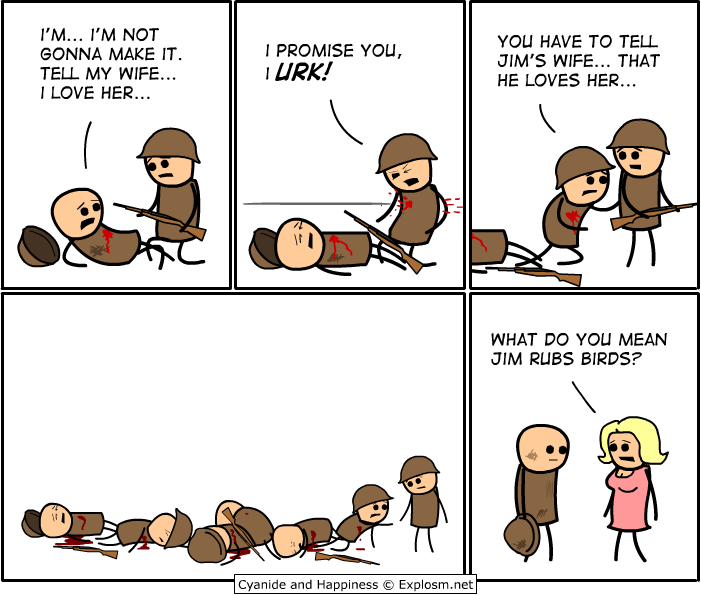 I'M... I'M NOT
GONNA MAKE IT.
TELL MY WIFE...
I LOVE HER...
I PROMISE YOU,
I URK!
YOU HAVE TO TELL
JIM'S WIFE... THAT
HE LOVES HER...
WHAT DO YOU MEAN
JIM RUBS BIRDS?
Cyanide and Happiness © Explosm.net